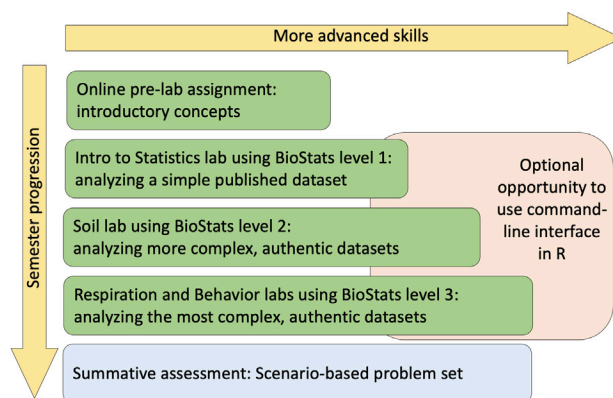 More advanced skills
Semester progression
Online pre-lab assignment:
introductory concepts
Intro to Statistics lab using BioStats level 1:
analyzing a simple published dataset
Soil lab using BioStats level 2:
analyzing more complex, authentic datasets
Respiration and Behavior labs using BioStats level 3:
analyzing the most complex, authentic datasets
Optional
opportunity to
use command-
line interface
in R
Summative assessment: Scenario-based problem set